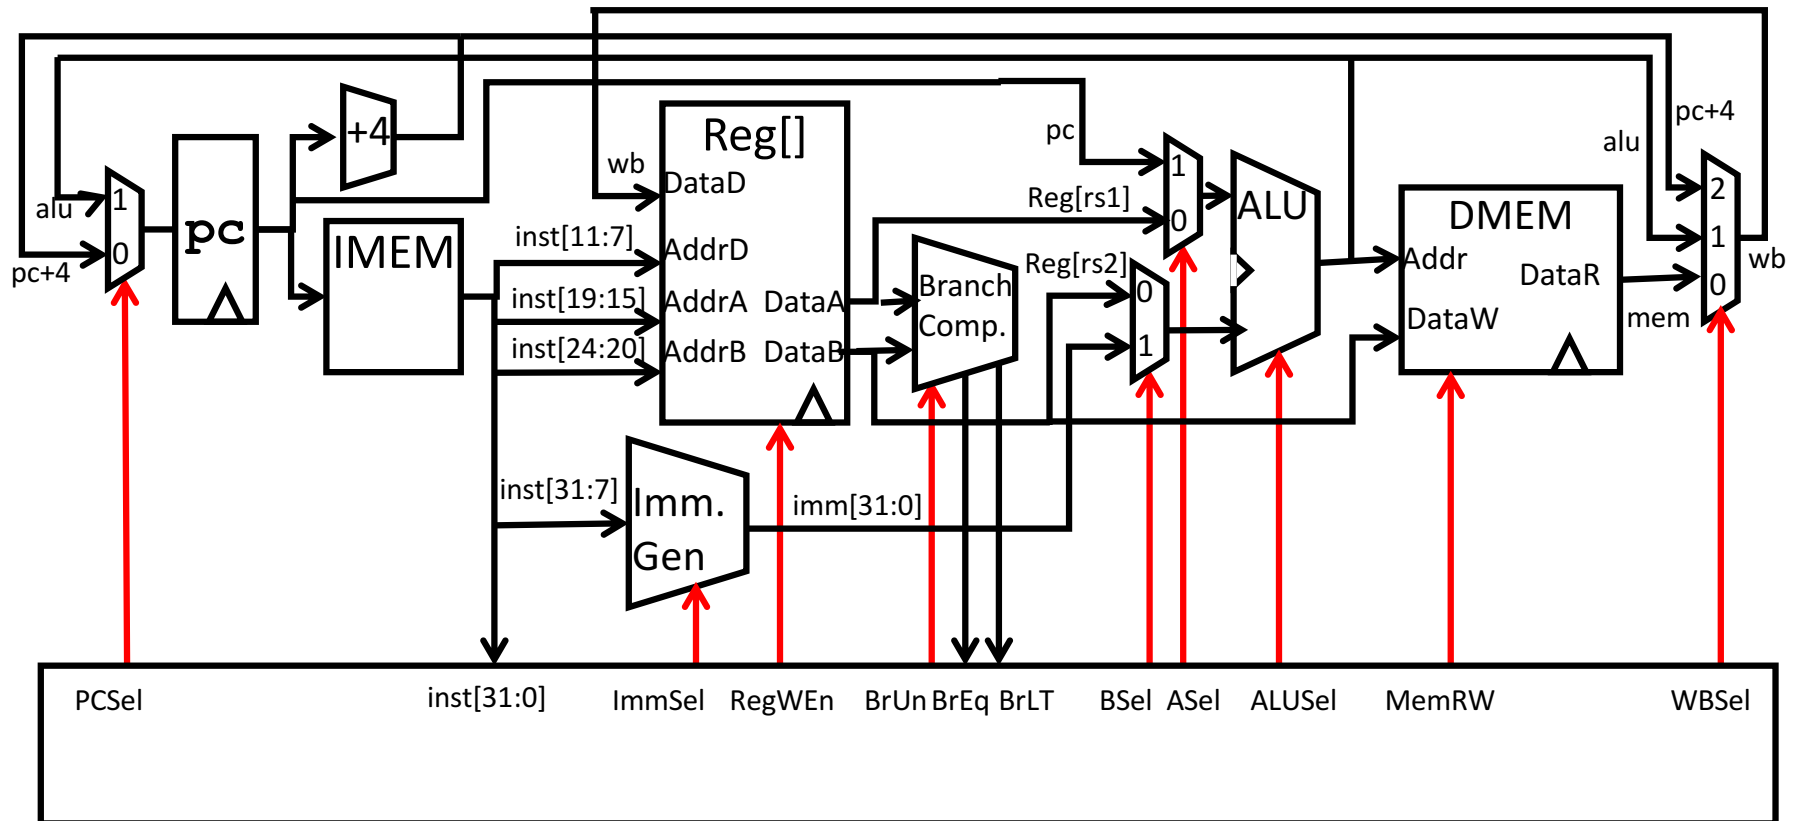 pc+4
alu
1
0
pc
+4
IMEM
wb
Reg[]
DataD
inst[11:7]
AddrD
inst[19:15]
AddrA
DataA
inst[24:20]
AddrB
DataB
inst[31:7]
Imm.
Gen
imm[31:0]
Branch
Comp.
pc
Reg[rs1]
1
0
Reg[rs2]
0
1
ALU
DMEM
Addr
DataR
DataW
mem
alu
pc+4
2
1
0
wb
PCSel
inst[31:0]
ImmSel
RegWEn
BrUn
BrEq
BrLT
BSel
ASel
ALUSel
MemRW
WBSel